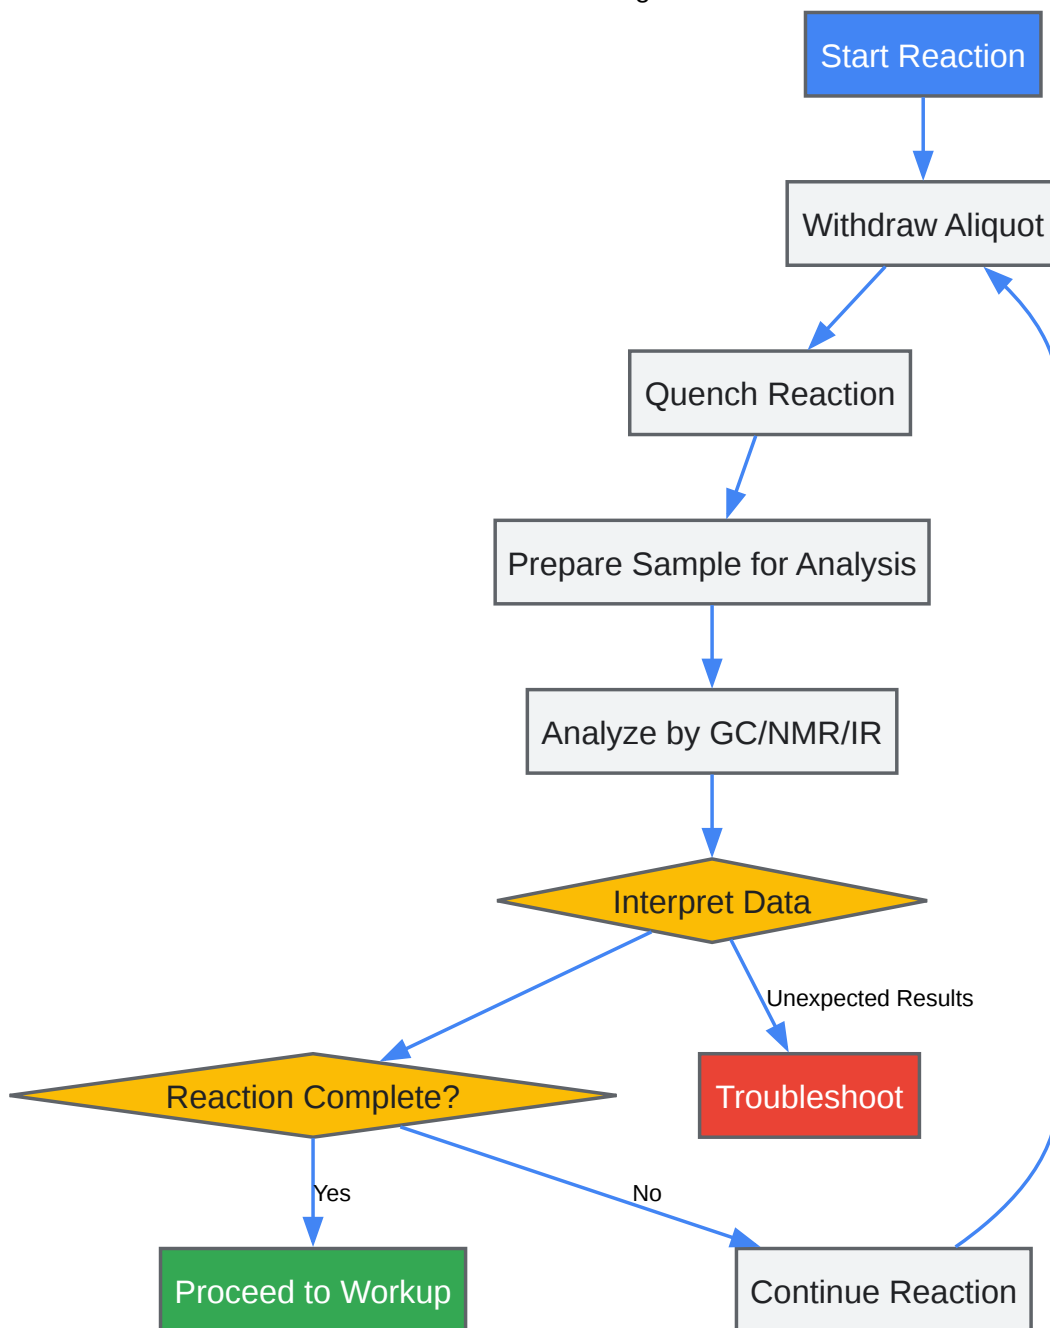 Start Reaction
Withdraw Aliquot
Quench Reaction
Prepare Sample for Analysis
Analyze by GC/NMR/IR
Interpret Data
Unexpected Results
Reaction Complete?
Troubleshoot
Yes
No
Proceed to Workup
Continue Reaction